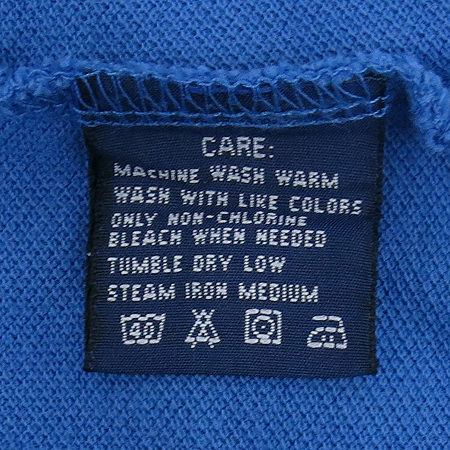 CARE:
MACHINE WASH WARM
WASH WITH LIKE COLORS
ONLY NON-CHLORINE
BLEACH WHEN NEEDED
TUMBLE DRY LOW
STEAM IRON MEDIUM
40